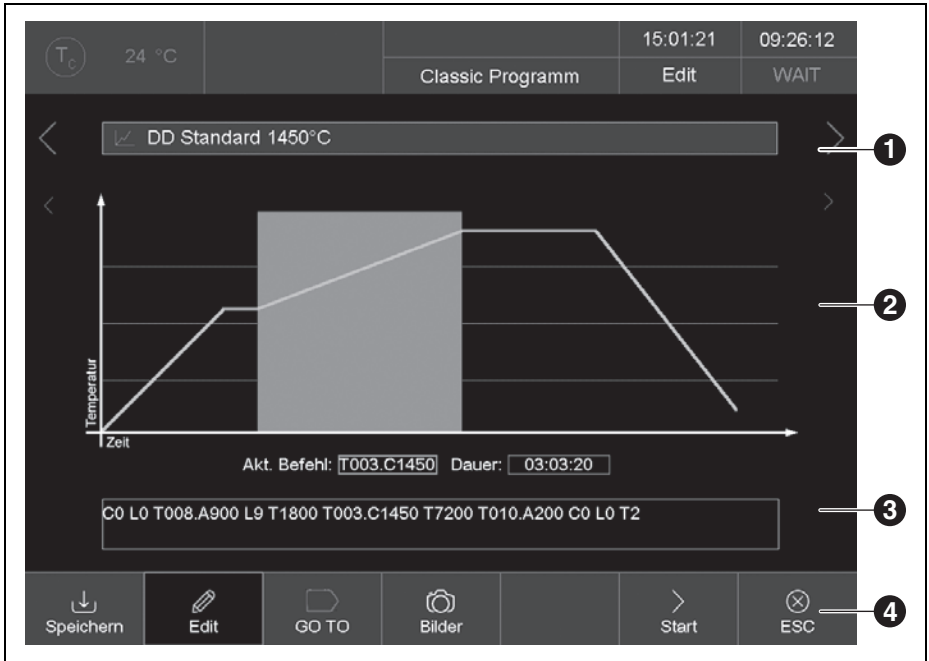 15:01:21 09:26:12
Tc 24 °C
Classic Programm Edit WAIT
DD Standard 1450°C
1
2
Temperatur
Zeit
Akt. Befehl: T003.C1450 Dauer: 03:03:20
C0 L0 T008.A900 L9 T1800 T003.C1450 T7200 T010.A200 C0 L0 T2
3
Speichern Edit GO TO Bilder Start ESC
4